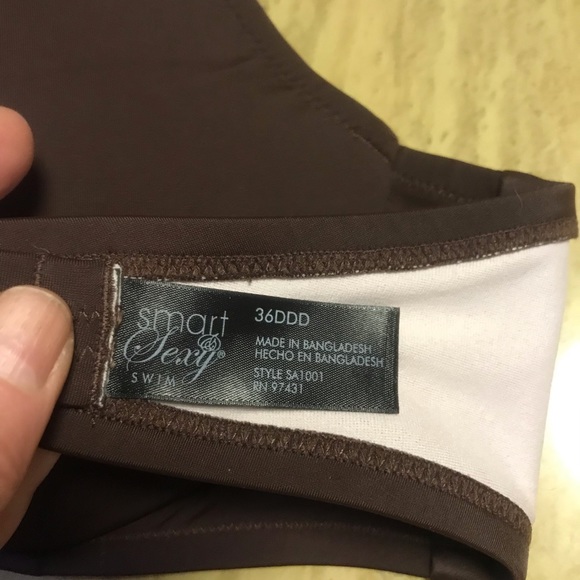 smart
& Sexy®
SWIM
36DDD
MADE IN BANGLADESH
HECHO EN BANGLADESH
STYLE SA1001
RN 97431